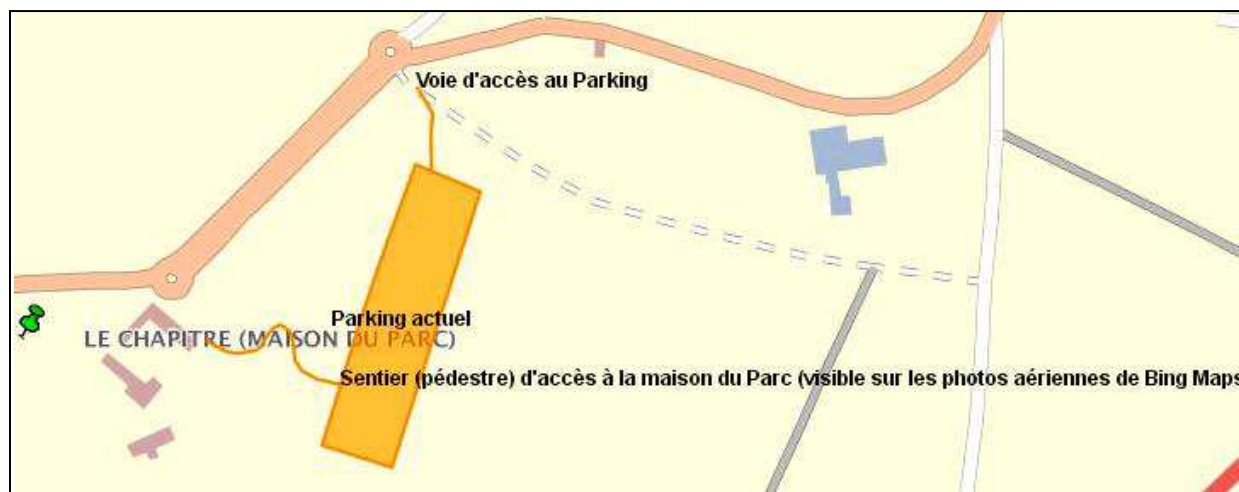 Voie d'accès au Parking
Parking actuel
LE CHAPITRE (MAISON DU PARC)
Sentier (pédestre) d'accès à la maison du Parc (visible sur les photos aériennes de Bing Maps